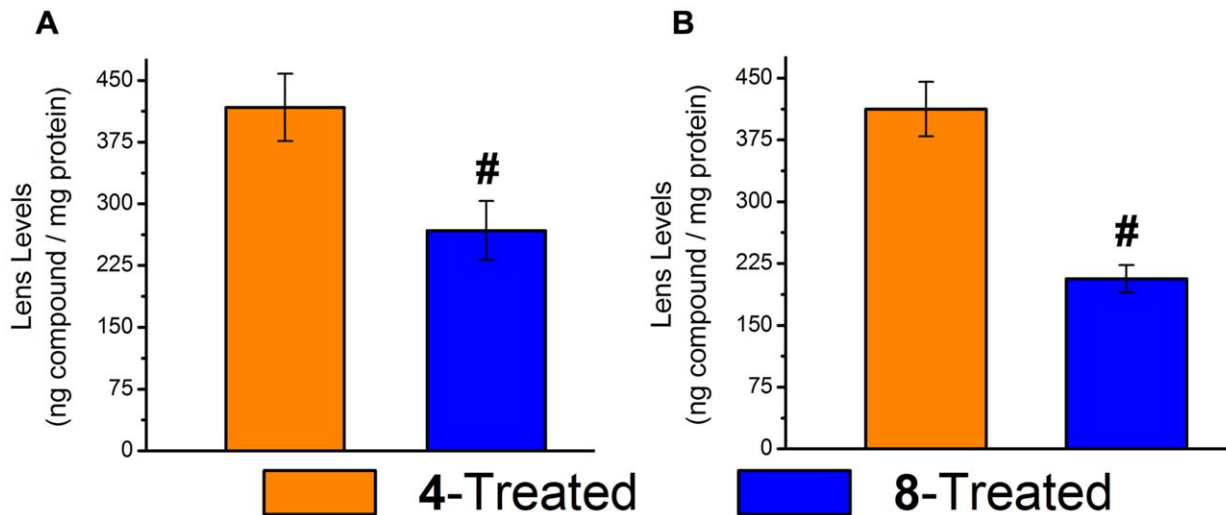 A
Lens Levels
(ng compound / mg protein)
450
375
300
225
150
75
0
#
B
Lens Levels
(ng compound / mg protein)
450
375
300
225
150
75
0
#
4-Treated
8-Treated